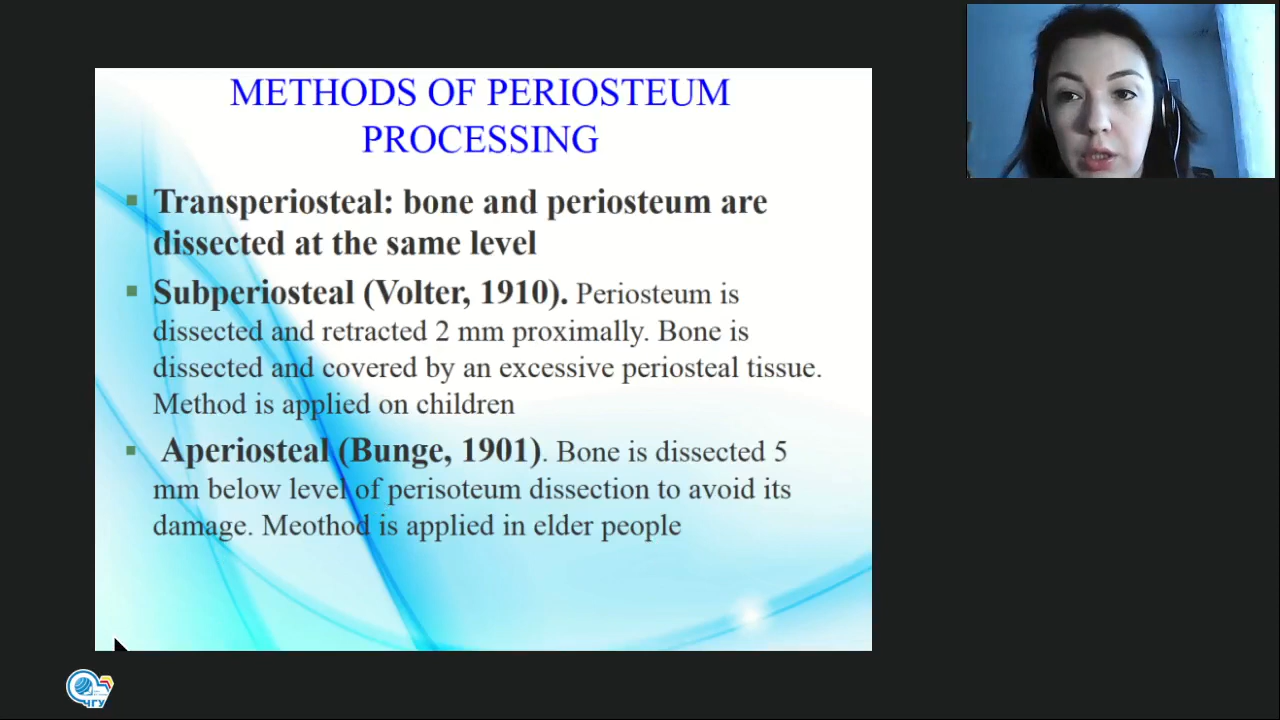 METHODS OF PERIOSTEUM
PROCESSING
Transperiosteal: bone and periosteum are
dissected at the same level
Subperiosteal (Volter, 1910). Periosteum is
dissected and retracted 2 mm proximally. Bone is
dissected and covered by an excessive periosteal tissue.
Method is applied on children
Aperiosteal (Bunge, 1901). Bone is dissected 5
mm below level of perisoteum dissection to avoid its
damage. Meothod is applied in elder people
ЧГУ